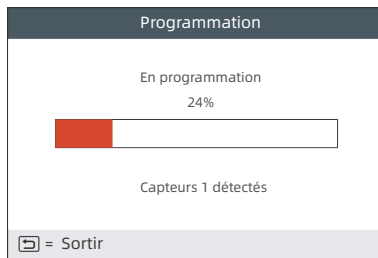 Programmation
En programmation
24%
Capteurs 1 détectés
= Sortir